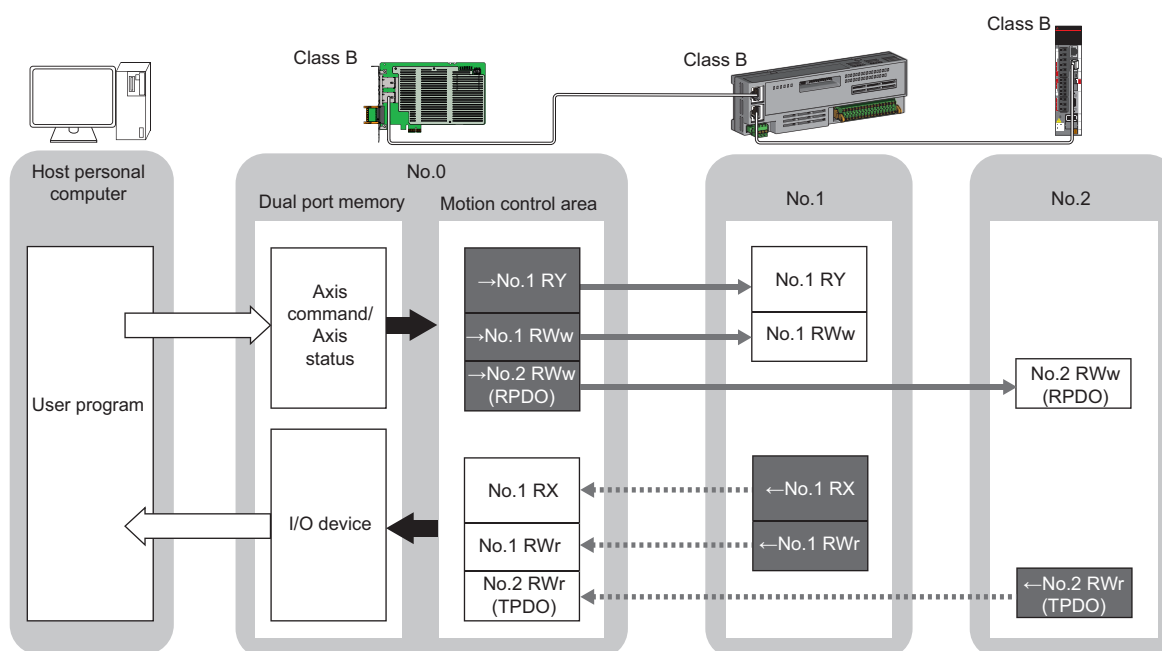 Class B
Class B
Class B
Host personal
computer
No.0
Dual port memory
Motion control area
No.1
No.2
User program
Axis
command/
Axis
status
I/O device
→No.1 RY
→No.1 RWw
→No.2 RWw
(RPDO)
No.1 RY
No.1 RWw
No.2 RWw
(RPDO)
No.1 RX
No.1 RWr
No.2 RWr
(TPDO)
←No.1 RX
←No.1 RWr
←No.2 RWr
(TPDO)